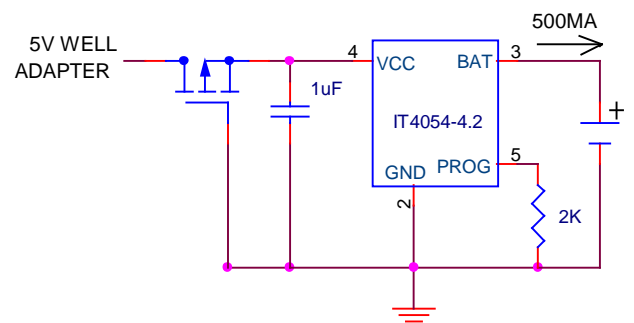 500MA
5V WELL
ADAPTER
4
3
VCC
BAT
1uF
IT4054-4.2
+
5
GND
PROG
2
2K